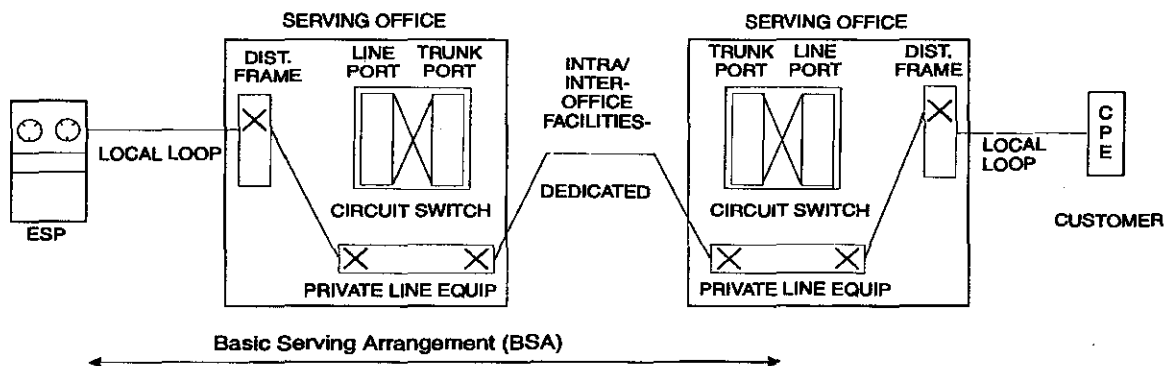 SERVING OFFICE
DIST.
FRAME
LINE
PORT
TRUNK
PORT
CIRCUIT SWITCH
PRIVATE LINE EQUIP
ESP
LOCAL LOOP
INTRA/
INTER-
OFFICE
FACILITIES-
DEDICATED
SERVING OFFICE
TRUNK
PORT
LINE
PORT
DIST.
FRAME
CIRCUIT SWITCH
PRIVATE LINE EQUIP
LOCAL
LOOP
C
P
E
CUSTOMER
Basic Serving Arrangement (BSA)